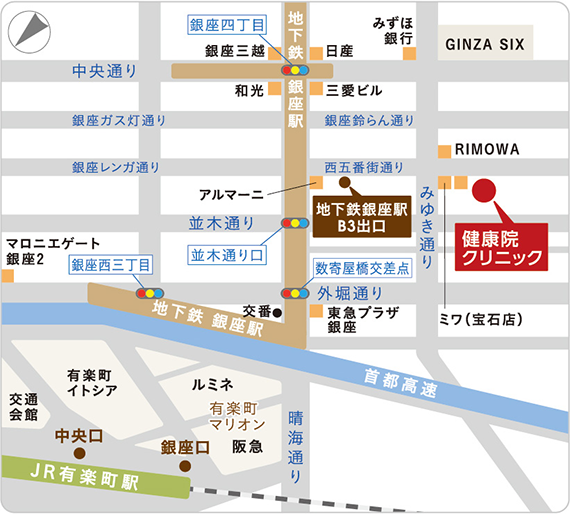 地下鉄 銀座駅
銀座四丁目
みずほ
銀行
銀座三越
日産
GINZA SIX
中央通り
和光
三愛ビル
銀座ガス灯通り
銀座鈴らん通り
RIMOWA
銀座レンガ通り
西五番街通り
アルマーニ
地下鉄銀座駅
B3出口
みゆき通り
健康院
クリニック
並木通り
並木通り口
マロニエゲート
銀座2
銀座西三丁目
数寄屋橋交差点
外堀通り
地下鉄 銀座駅
交番
東急プラザ
銀座
ミワ(宝石店)
首都高速
有楽町
イトシア
ルミネ
有楽町
マリオン
阪急
交通
会館
中央口
銀座口
晴海通り
JR有楽町駅